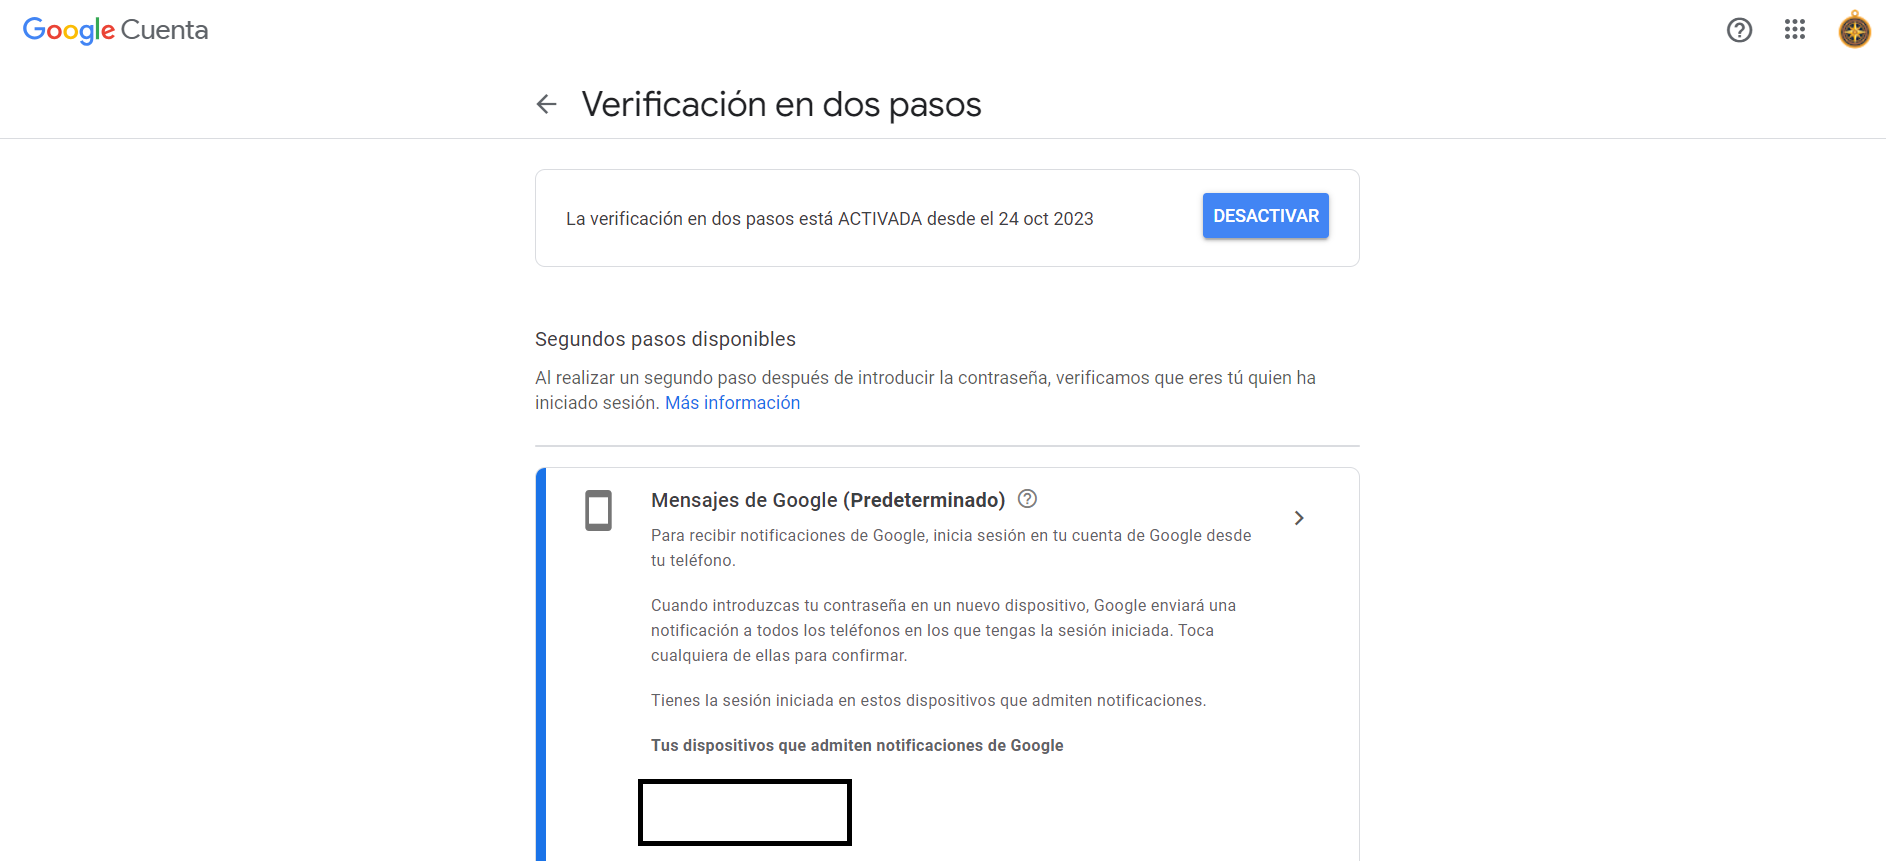 Google Cuenta
Verificación en dos pasos
La verificación en dos pasos está ACTIVADA desde el 24 oct 2023
DESACTIVAR
Segundos pasos disponibles
Al realizar un segundo paso después de introducir la contraseña, verificamos que eres tú quien ha
iniciado sesión. Más información
Mensajes de Google (Predeterminado)
Para recibir notificaciones de Google, inicia sesión en tu cuenta de Google desde
tu teléfono.
Cuando introduzcas tu contraseña en un nuevo dispositivo, Google enviará una
notificación a todos los teléfonos en los que tengas la sesión iniciada. Toca
cualquiera de ellas para confirmar.
Tienes la sesión iniciada en estos dispositivos que admiten notificaciones.
Tus dispositivos que admiten notificaciones de Google